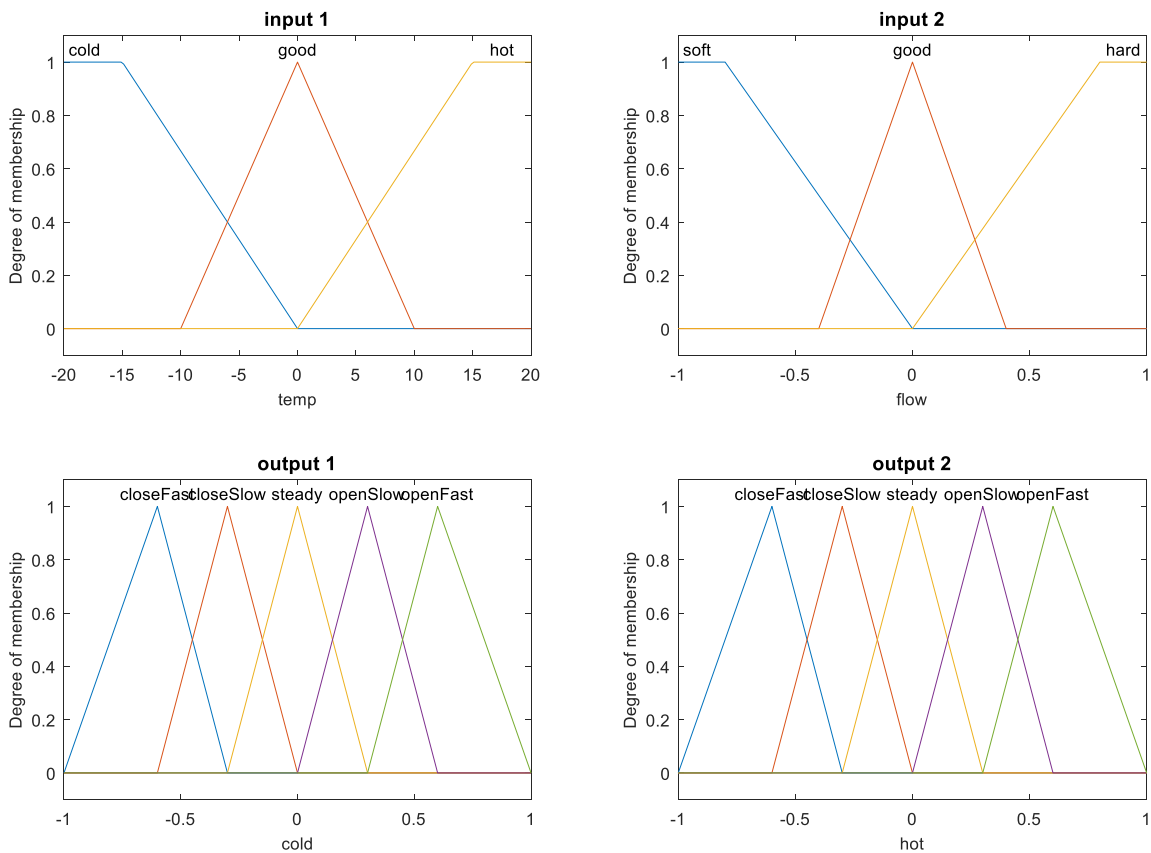 input 1
cold good hot
Degree of membership
1
0.8
0.6
0.4
0.2
0
-20 -15 -10 -5 0 5 10 15 20
temp
input 2
soft good hard
Degree of membership
1
0.8
0.6
0.4
0.2
0
-1 -0.5 0 0.5 1
flow
output 1
closeFast closeSlow steady openSlow openFast
Degree of membership
1
0.8
0.6
0.4
0.2
0
-1 -0.5 0 0.5 1
cold
output 2
closeFast closeSlow steady openSlow openFast
Degree of membership
1
0.8
0.6
0.4
0.2
0
-1 -0.5 0 0.5 1
hot